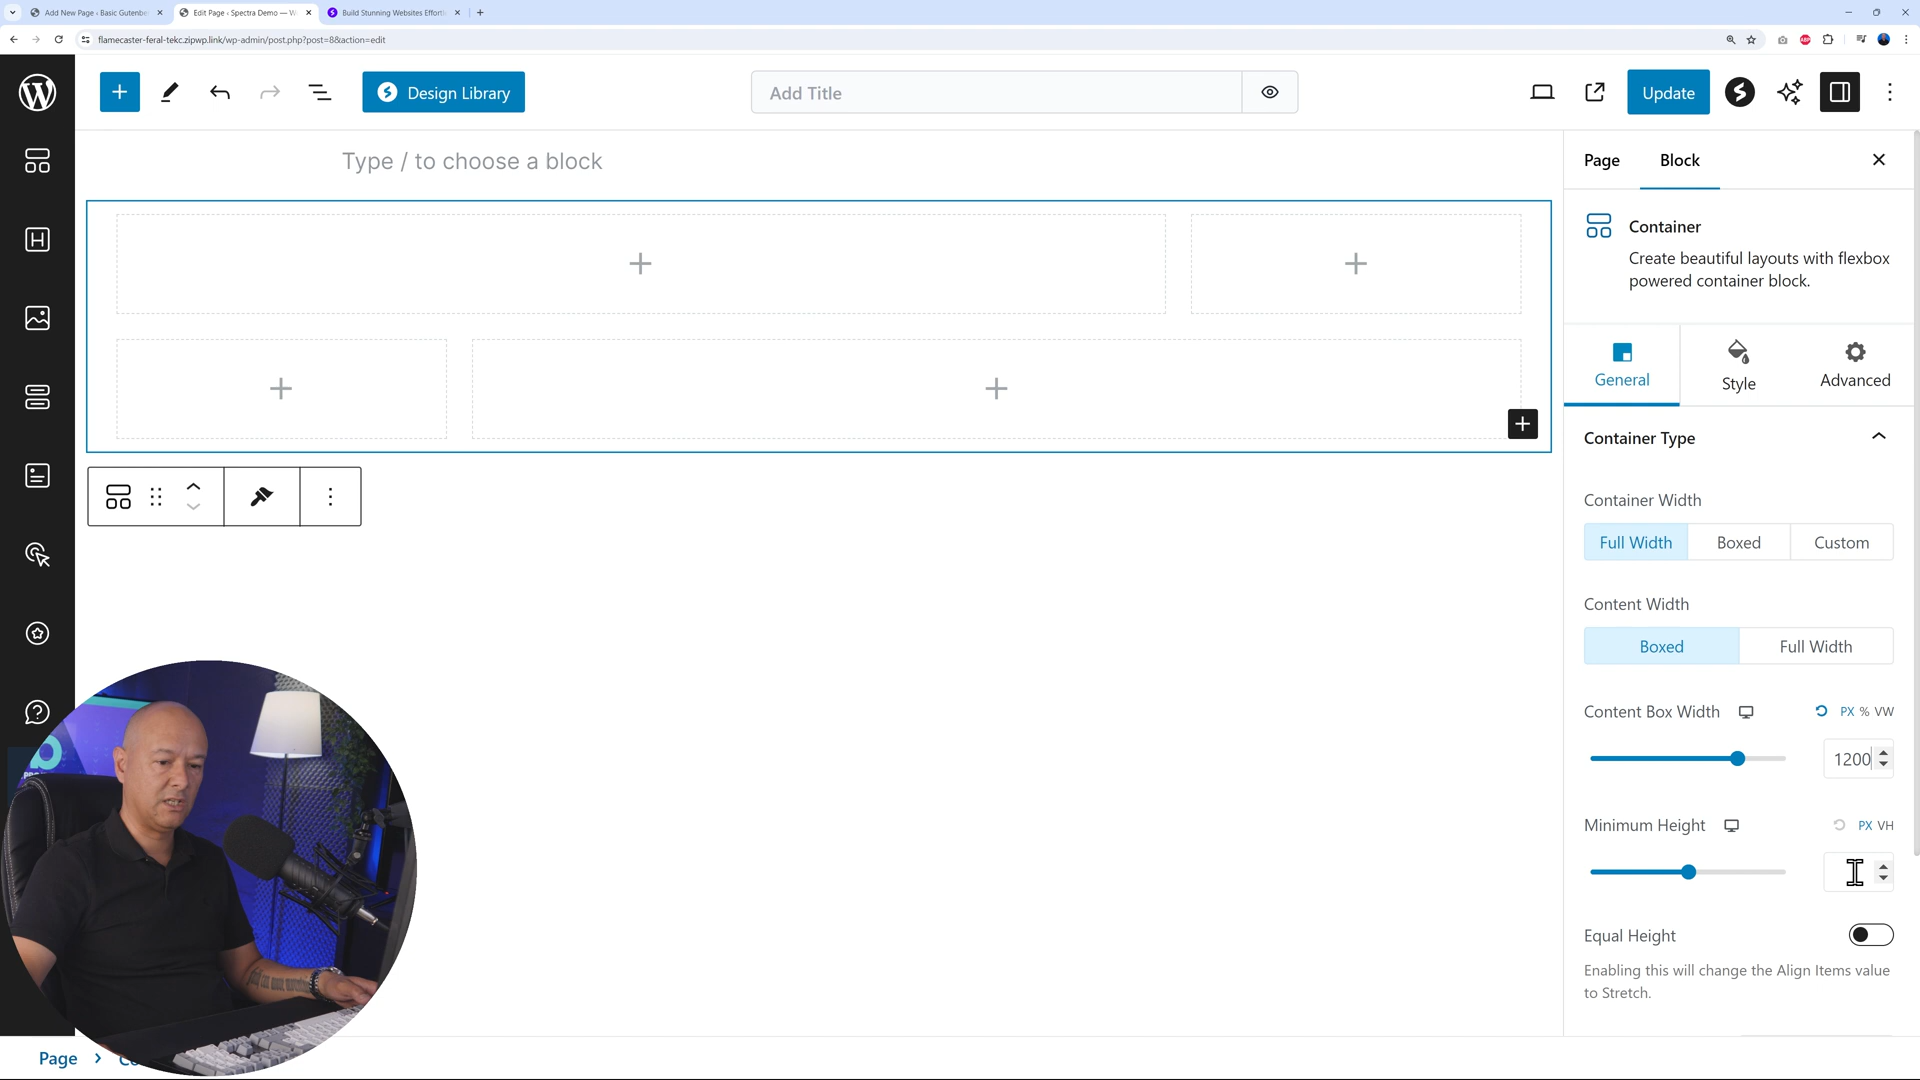 Add New Page ‹ Basic Gutenbe
Edit Page ‹ Spectra Demo — W
Build Stunning Websites Effortl
flamecaster-feral-tekc.zipwp.link/wp-admin/post.php?post=8&action=edit
Design Library
Add Title
Update
Type / to choose a block
Page
Block
Container
Create beautiful layouts with flexbox
powered container block.
General
Style
Advanced
Container Type
Container Width
Full Width
Boxed
Custom
Content Width
Boxed
Full Width
Content Box Width
PX % VW
1200
Minimum Height
PX VH
Equal Height
Enabling this will change the Align Items value
to Stretch.
Page